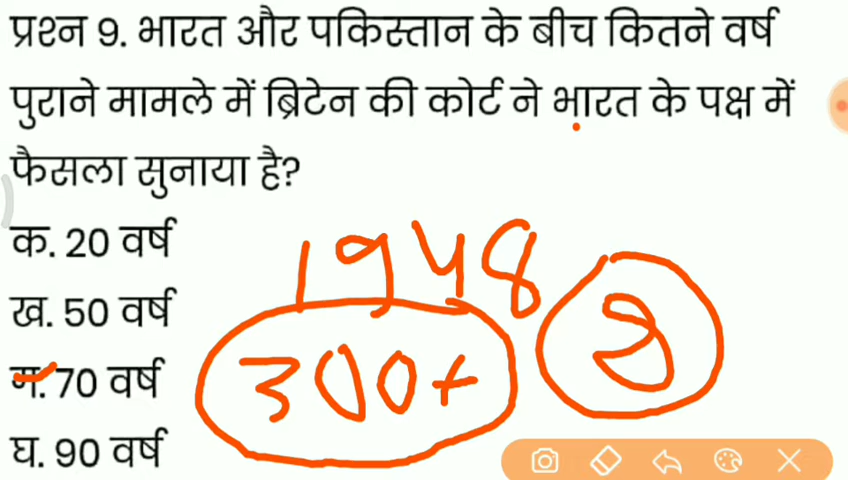 प्रश्न 9. भारत और पकिस्तान के बीच कितने वर्ष
पुराने मामले में ब्रिटेन की कोर्ट ने भारत के पक्ष में
फैसला सुनाया है?
क. 20 वर्ष
1948
ख. 50 वर्ष
300+
ग. 70 वर्ष
घ. 90 वर्ष